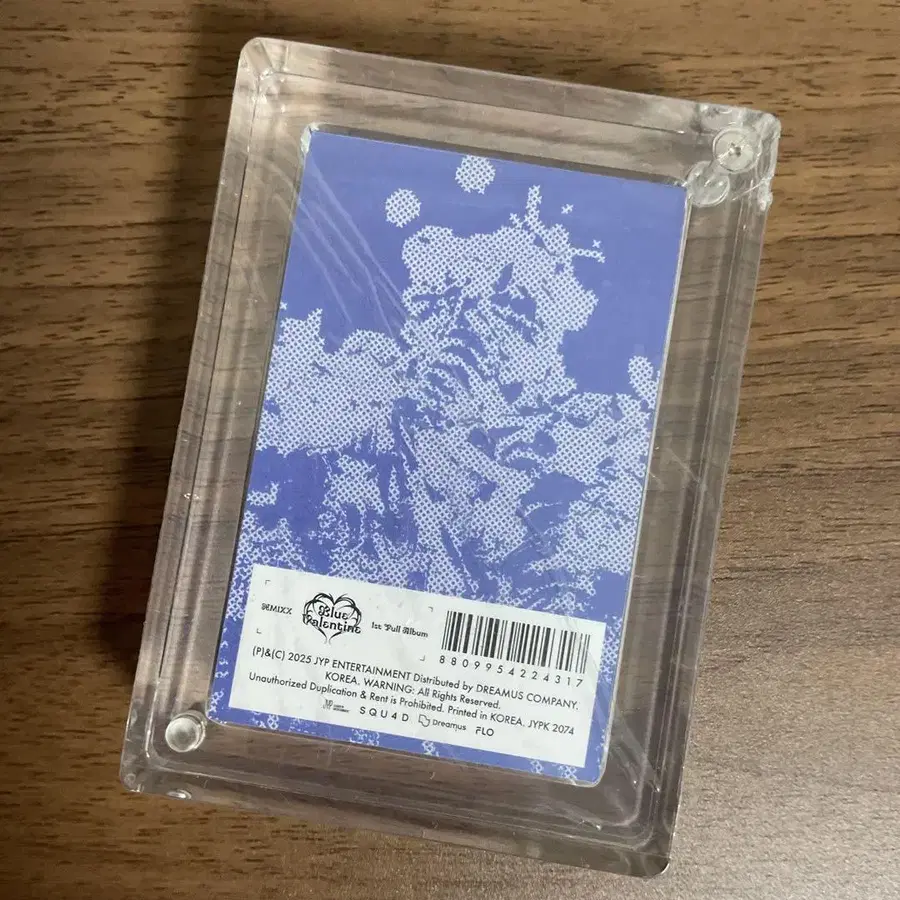 NMIXX Blue Valentine 1st Full Album
8809954224317
(P)&(C) 2025 JYP ENTERTAINMENT Distributed by DREAMUS COMPANY.
KOREA. WARNING: All Rights Reserved.
Unauthorized Duplication & Rent is Prohibited. Printed in KOREA. JYPK 2074
SQU4D Dreamus FLO